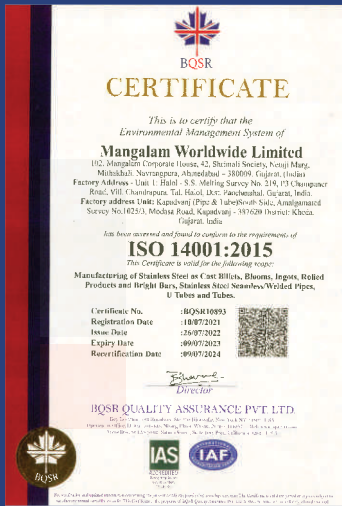 BQSR
CERTIFICATE
This is to certify that the
Environmental Management System of
Mangalam Worldwide Limited
102, Mangalam Corporate House, 42, Shrimali Society, Netaji Marg,
Mithakhali, Navrangpura, Ahmedabad - 380009, Gujarat, (India)
Factory Address - Unit 1: Halol - S.S. Melting Survey No. 219, P3 Champaner
Road, Vill. Chandrapura, Tal. Halol, Dist. Panchmahal, Gujarat, India.
Factory address Unit: Kapadvanj (Pipe & Tube)South Side, Amalgamated
Survey No.1025/3, Modasa Road, Kapadvanj - 387620 District: Kheda
Gujarat, India
has been assessed and found to conform to the requirements of
ISO 14001:2015
This Certificate is valid for the following scope:
Manufacturing of Stainless Steel as Cast Billets, Blooms, Ingots, Rolled
Products and Bright Bars, Stainless Steel Seamless/Welded Pipes,
U Tubes and Tubes.
Certificate No. :BQSR10893
Registration Date :10/07/2021
Issue Date :26/07/2022
Expiry Date :09/07/2023
Recertification Date :09/07/2024
Director
BQSR QUALITY ASSURANCE PVT. LTD.
BQSR
IAS
ACCREDITED
IAF